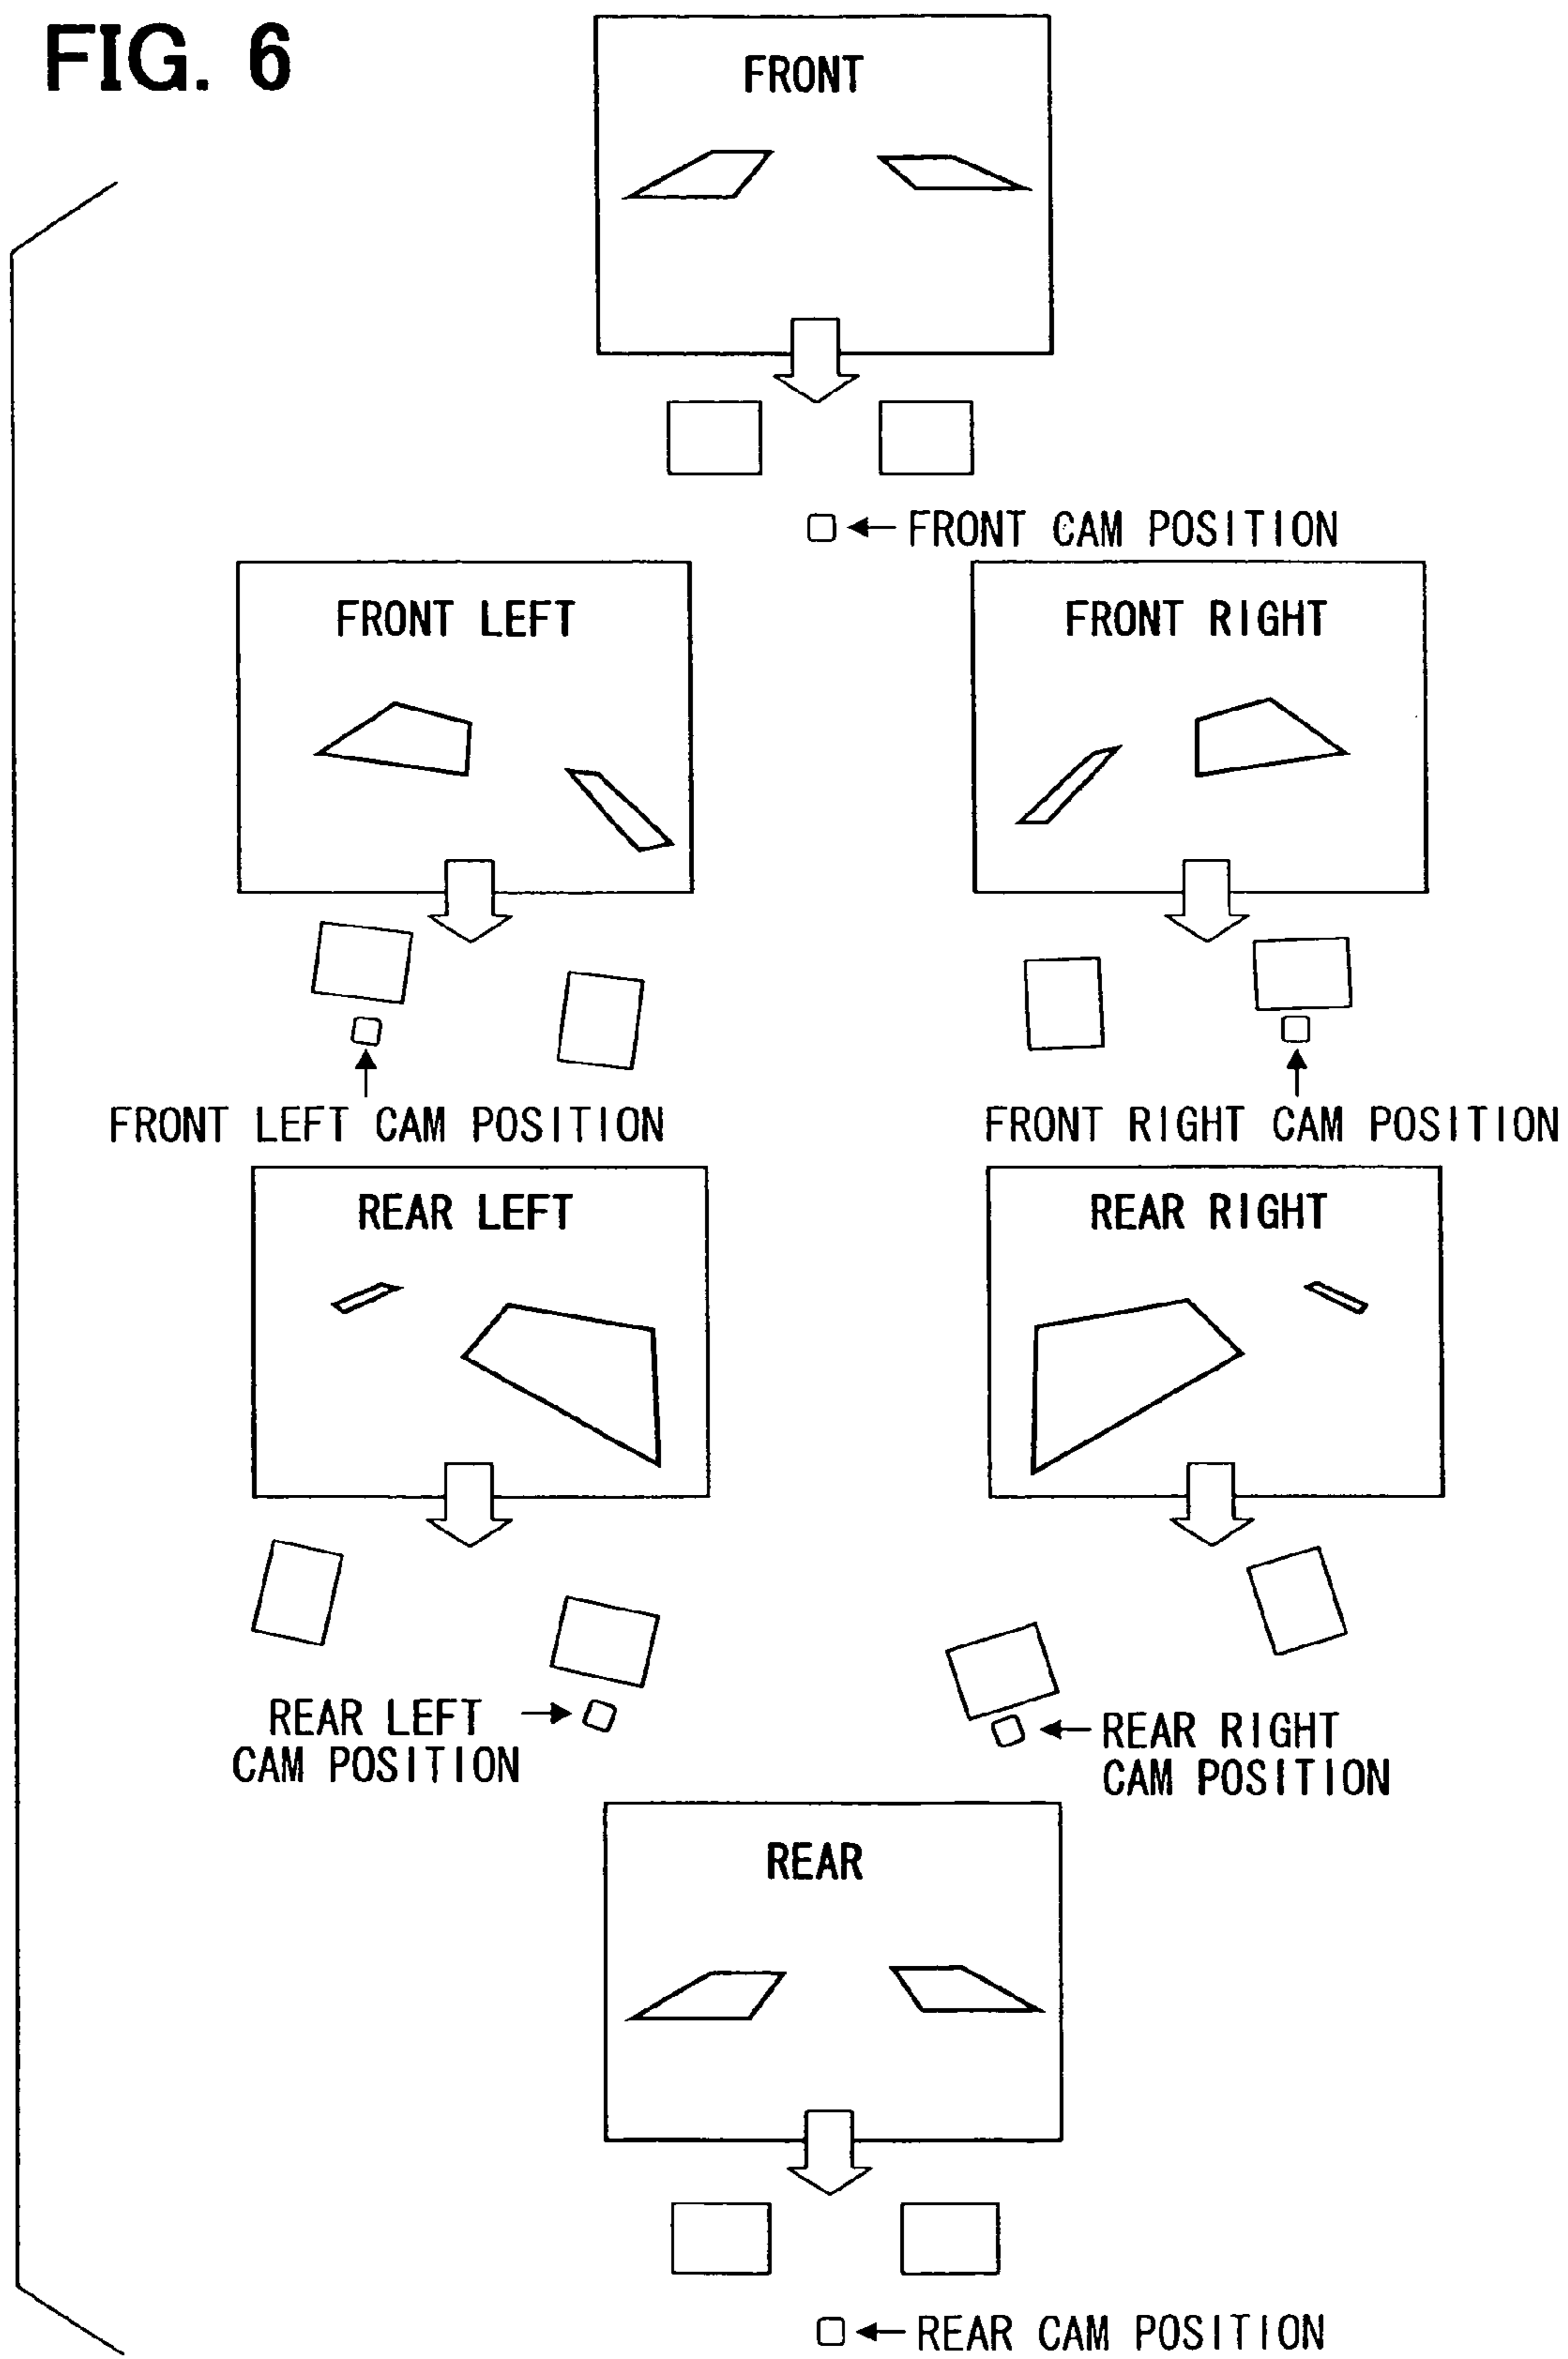 FIG. 6
FRONT
FRONT CAM POSITION
FRONT LEFT
FRONT RIGHT
FRONT LEFT CAM POSITION
FRONT RIGHT CAM POSITION
REAR LEFT
REAR RIGHT
REAR LEFT
CAM POSITION
REAR RIGHT
CAM POSITION
REAR
REAR CAM POSITION